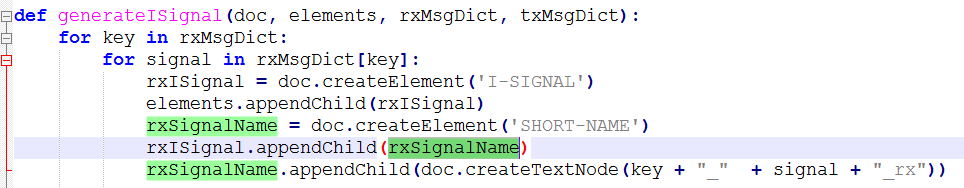 def generateISignal(doc, elements, rxMsgDict, txMsgDict):
    for key in rxMsgDict:
        for signal in rxMsgDict[key]:
            rxISignal = doc.createElement('I-SIGNAL')
            elements.appendChild(rxISignal)
            rxSignalName = doc.createElement('SHORT-NAME')
            rxISignal.appendChild(rxSignalName)
            rxSignalName.appendChild(doc.createTextNode(key + "_"  + signal + "_rx"))